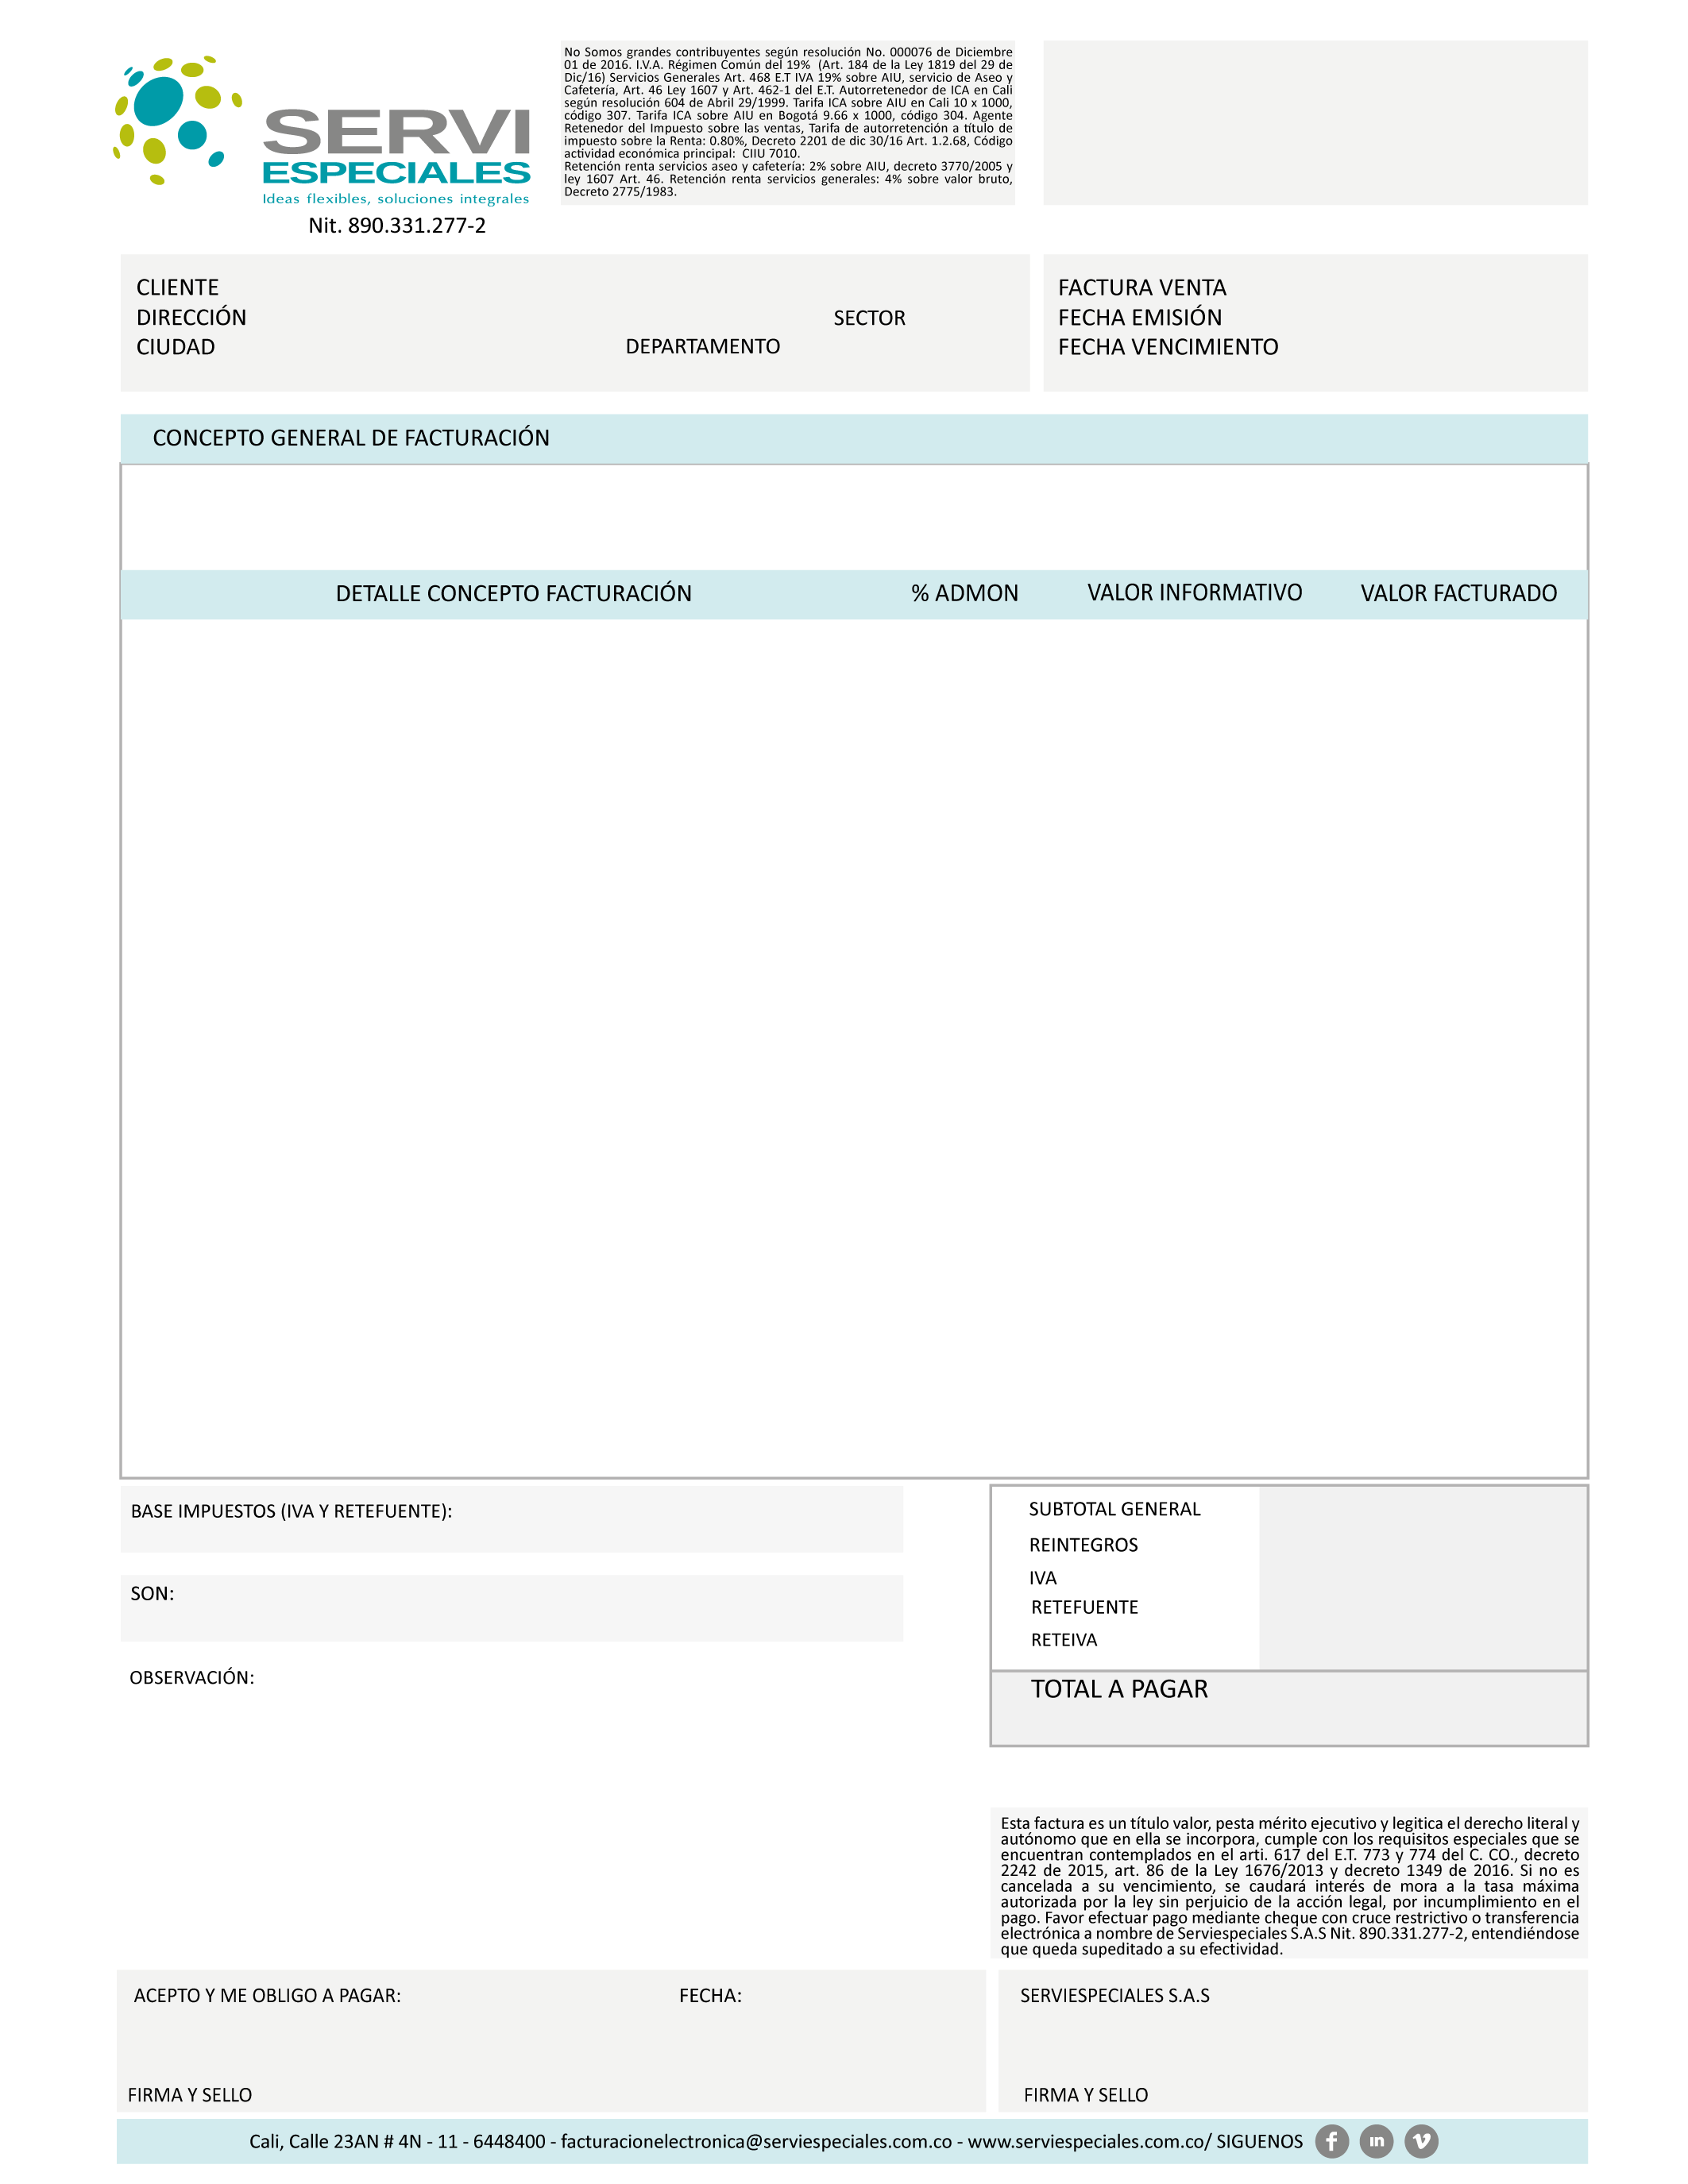 SERVI
ESPECIALES
Ideas flexibles, soluciones integrales
Nit. 890.331.277-2
No Somos grandes contribuyentes según resolución No. 000076 de Diciembre
01 de 2016. I.V.A. Régimen Común del 19% (Art. 184 de la Ley 1819 del 29 de
Dic/16) Servicios Generales Art. 468 E.T IVA 19% sobre AIU, servicio de Aseo y
Cafetería, Art. 46 Ley 1607 y Art. 462-1 del E.T. Autorretenedor de ICA en Cali
según resolución 604 de Abril 29/1999. Tarifa ICA sobre AIU en Cali 10 x 1000,
código 307. Tarifa ICA sobre AIU en Bogotá 9.66 x 1000, código 304. Agente
Retenedor del Impuesto sobre las ventas, Tarifa de autorretención a título de
impuesto sobre la Renta: 0.80%, Decreto 2201 de dic 30/16 Art. 1.2.68, Código
actividad económica principal: CIIU 7010.
Retención renta servicios aseo y cafetería: 2% sobre AIU, decreto 3770/2005 y
ley 1607 Art. 46. Retención renta servicios generales: 4% sobre valor bruto,
Decreto 2775/1983.
CLIENTE
DIRECCIÓN SECTOR
CIUDAD DEPARTAMENTO
FACTURA VENTA
FECHA EMISIÓN
FECHA VENCIMIENTO
CONCEPTO GENERAL DE FACTURACIÓN
DETALLE CONCEPTO FACTURACIÓN % ADMON VALOR INFORMATIVO VALOR FACTURADO
BASE IMPUESTOS (IVA Y RETEFUENTE):
SON:
OBSERVACIÓN:
SUBTOTAL GENERAL
REINTEGROS
IVA
RETEFUENTE
RETEIVA
TOTAL A PAGAR
Esta factura es un título valor, pesta mérito ejecutivo y legitica el derecho literal y
autónomo que en ella se incorpora, cumple con los requisitos especiales que se
encuentran contemplados en el arti. 617 del E.T. 773 y 774 del C. CO., decreto
2242 de 2015, art. 86 de la Ley 1676/2013 y decreto 1349 de 2016. Si no es
cancelada a su vencimiento, se caudará interés de mora a la tasa máxima
autorizada por la ley sin perjuicio de la acción legal, por incumplimiento en el
pago. Favor efectuar pago mediante cheque con cruce restrictivo o transferencia
electrónica a nombre de Serviespeciales S.A.S Nit. 890.331.277-2, entendiéndose
que queda supeditado a su efectividad.
ACEPTO Y ME OBLIGO A PAGAR: FECHA:
FIRMA Y SELLO
SERVIESPECIALES S.A.S
FIRMA Y SELLO
Cali, Calle 23AN # 4N - 11 - 6448400 - facturacionelectronica@serviespeciales.com.co - www.serviespeciales.com.co/ SIGUENOS f in v